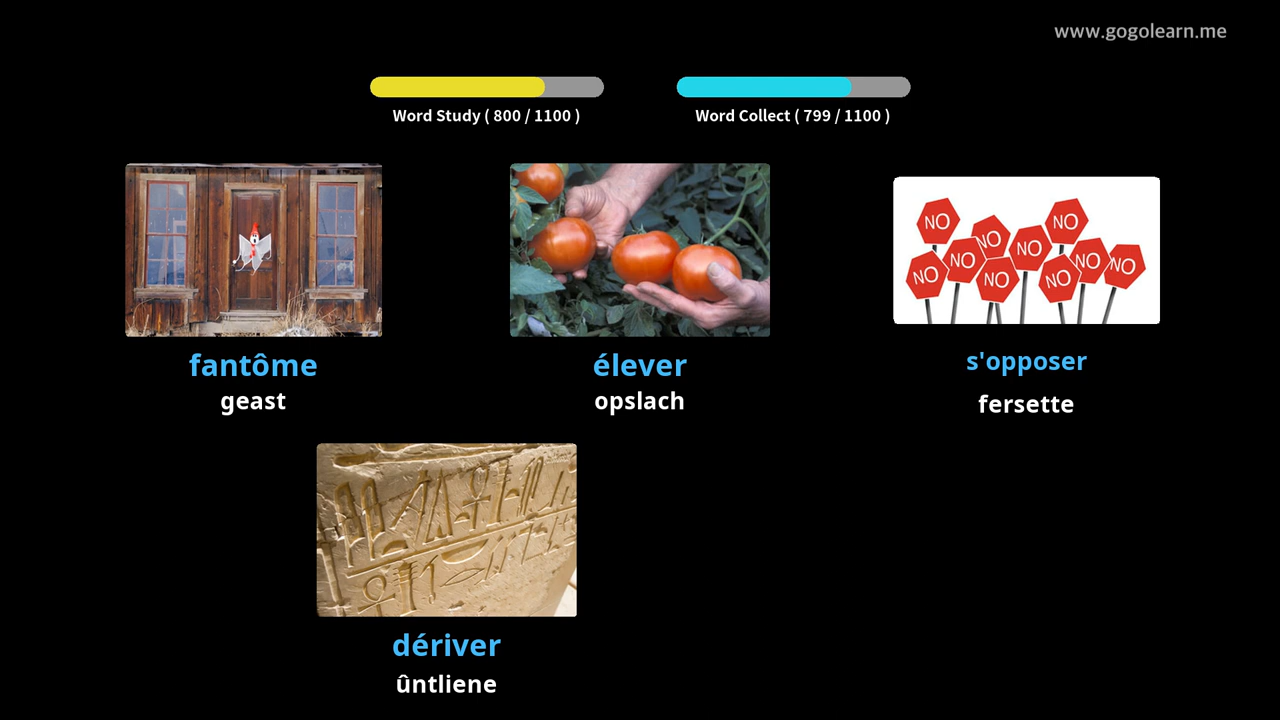 www.gogolearn.me
Word Study ( 800 / 1100 )
Word Collect ( 799 / 1100 )
NO
NO
NO
NO
NO
NO
NO
NO
NO
NO
fantôme
geast
élever
opslach
s'opposer
fersette
dériver
ûntliene